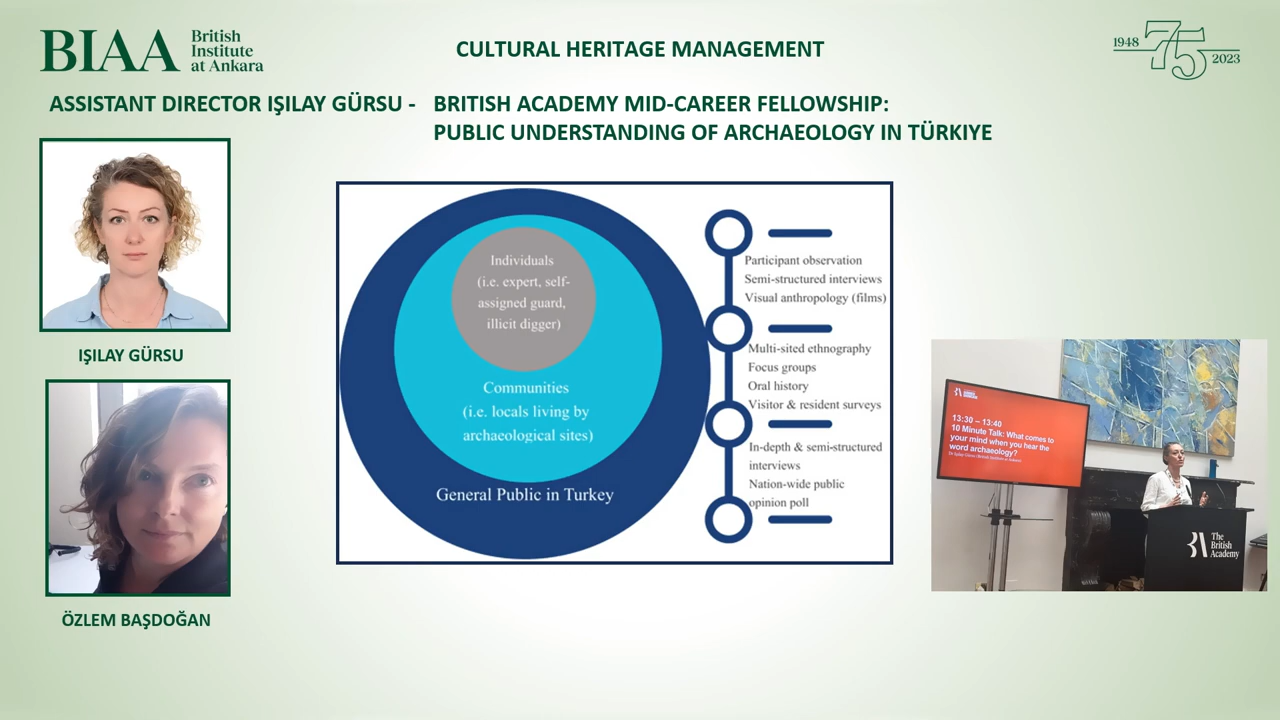 BIAA
British
Institute
at Ankara
CULTURAL HERITAGE MANAGEMENT
1948 75 2023
ASSISTANT DIRECTOR IŞILAY GÜRSU - BRITISH ACADEMY MID-CAREER FELLOWSHIP:
PUBLIC UNDERSTANDING OF ARCHAEOLOGY IN TÜRKIYE
IŞILAY GÜRSU
ÖZLEM BAŞDOĞAN
Individuals
(i.e. expert, self-
assigned guard,
illicit digger)
Communities
(i.e. locals living by
archaeological sites)
General Public in Turkey
Participant observation
Semi-structured interviews
Visual anthropology (films)
Multi-sited ethnography
Focus groups
Oral history
Visitor & resident surveys
In-depth & semi-structured
interviews
Nation-wide public
opinion poll
13:30 – 13:40
10 Minute Talk: What comes to
your mind when you hear the
word archaeology?
The
British
Academy